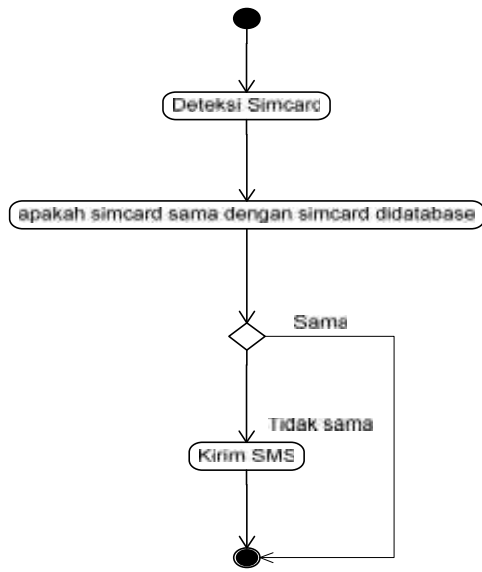 Deteksi Simcard
apakah simcard sama dengan simcard didatabase
Sama
Tidak sama
Kirim SMS